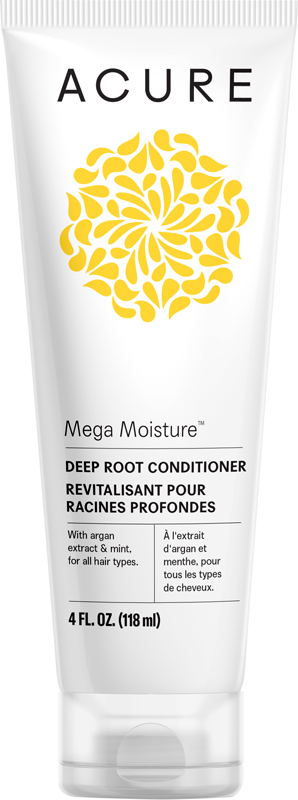 ACURE
Mega Moisture™
DEEP ROOT CONDITIONER
REVITALISANT POUR
RACINES PROFONDES
With argan
extract & mint,
for all hair types.
À l'extrait
d'argan et
menthe, pour
tous les types
de cheveux.
4 FL. OZ. (118 ml)